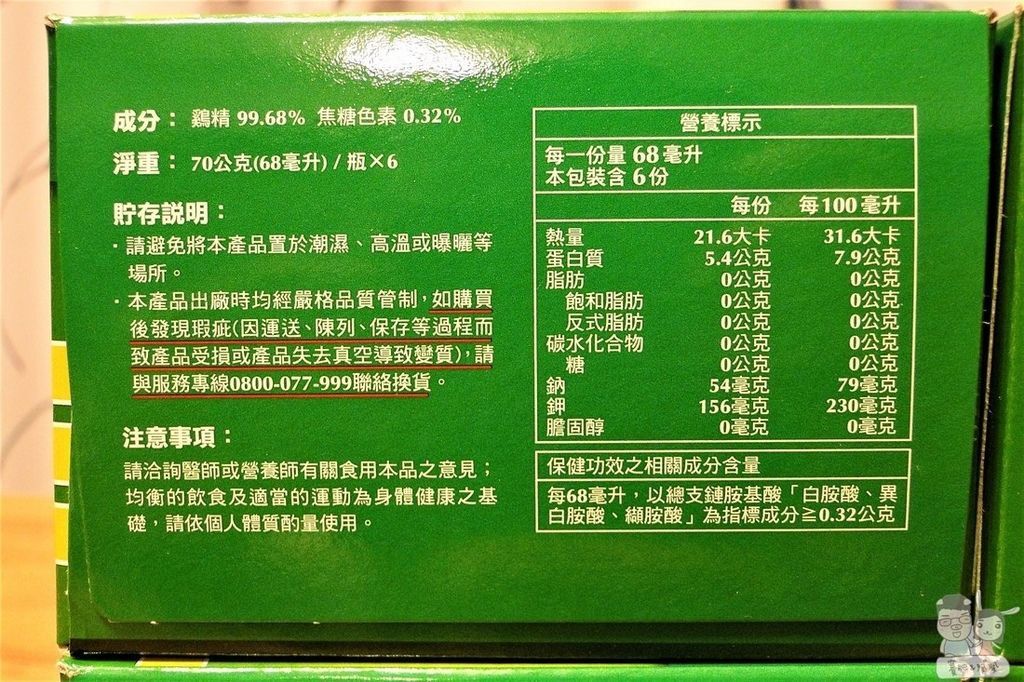 成分：鷄精 99.68% 焦糖色素 0.32%
淨重：70公克(68毫升) / 瓶×6
貯存說明：
·請避免將本產品置於潮濕、高溫或曝曬等
場所。
·本產品出廠時均經嚴格品質管制，如購買
後發現瑕疵(因運送、陳列、保存等過程而
致產品受損或產品失去真空導致變質)，請
與服務專線0800-077-999聯絡換貨。
注意事項：
請洽詢醫師或營養師有關食用本品之意見；
均衡的飲食及適當的運動為身體健康之基
礎，請依個人體質酌量使用。
營養標示
每一份量 68 毫升
本包裝含 6份
每份 每100 毫升
熱量 21.6大卡 31.6大卡
蛋白質 5.4公克 7.9公克
脂肪 0公克 0公克
飽和脂肪 0公克 0公克
反式脂肪 0公克 0公克
碳水化合物 0公克 0公克
糖 0公克 0公克
鈉 54毫克 79毫克
鉀 156毫克 230毫克
膽固醇 0毫克 0毫克
保健功效之相關成分含量
每68毫升，以總支鏈胺基酸「白胺酸、異
白胺酸、纈胺酸」為指標成分≧0.32公克